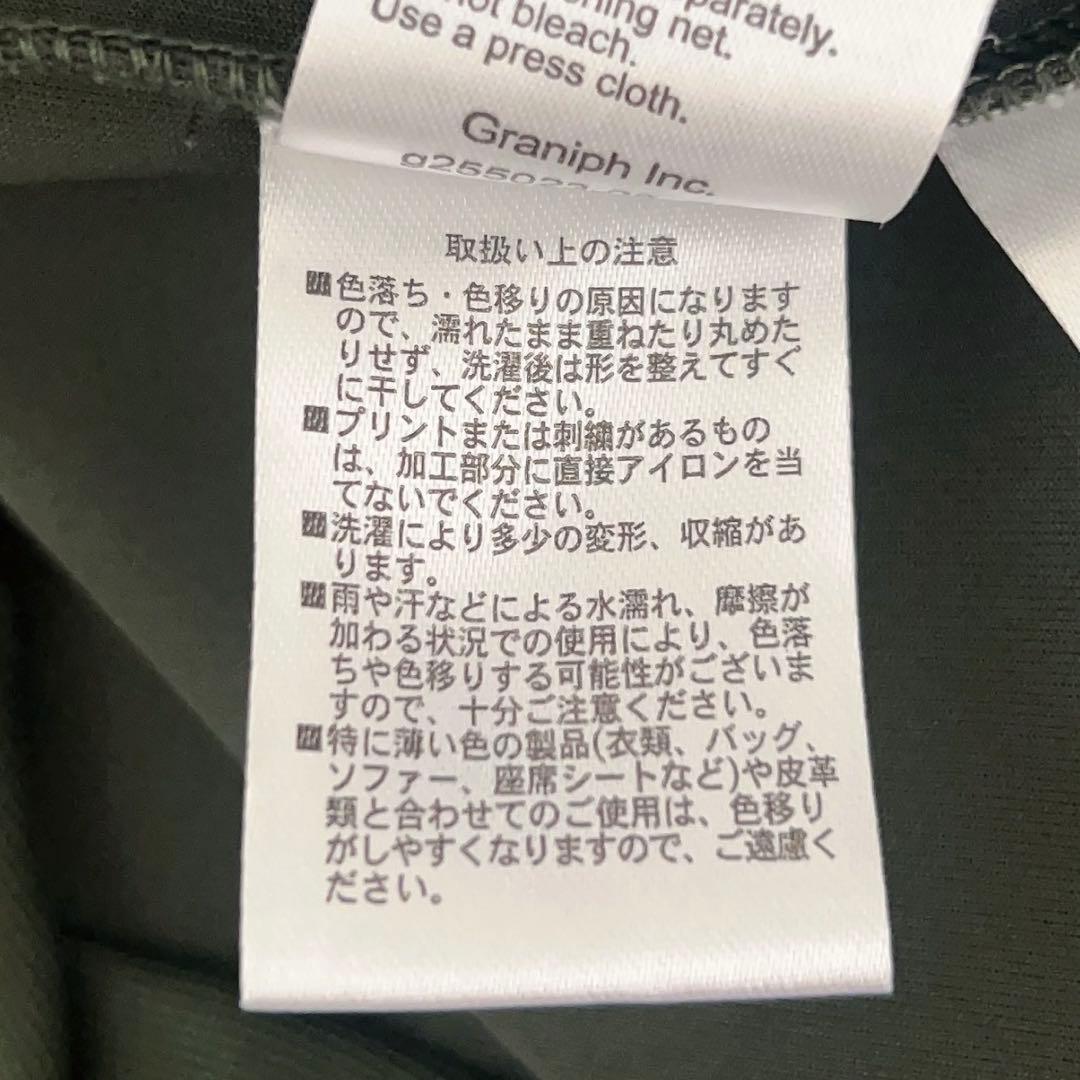 parately.
ning net.
not bleach.
Use a press cloth.
Graniph Inc.
取扱い上の注意
色落ち・色移りの原因になります
ので、濡れたまま重ねたり丸めた
りせず、洗濯後は形を整えてすぐ
に干してください。
プリントまたは刺繍があるもの
は、加工部分に直接アイロンを当
てないでください。
洗濯により多少の変形、収縮があ
ります。
雨や汗などによる水濡れ、摩擦が
加わる状況での使用により、色落
ちや色移りする可能性がございま
すので、十分ご注意ください。
特に薄い色の製品(衣類、バッグ、
ソファー、座席シートなど)や皮革
類と合わせてのご使用は、色移り
がしやすくなりますので、ご遠慮く
ださい。